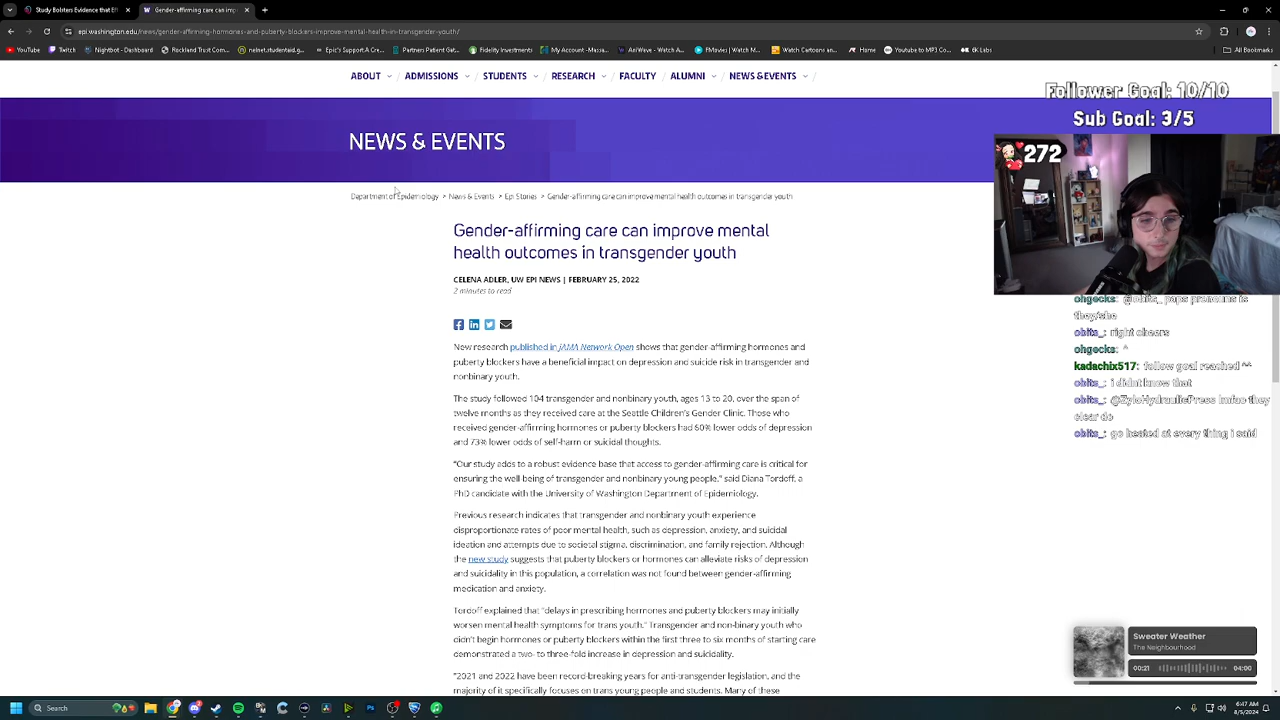 Study Bolsters Evidence that Ef
Gender-affirming care can imp
epi.washington.edu/news/gender-affirming-hormones-and-puberty-blockers-improve-mental-health-in-transgender-youth/
YouTube
Twitch
Nightbot - Dashboard
Rockland Trust Com...
nelnet.studentaid.g...
Epic's Support A Cre...
Partners Patient Gat...
Fidelity Investments
My Account - Massa...
AniWave - Watch A...
FMovies | Watch M...
Watch Cartoons an...
Home
Youtube to MP3 Co...
6k Labs
All Bookmarks
ABOUT
ADMISSIONS
STUDENTS
RESEARCH
FACULTY
ALUMNI
NEWS & EVENTS
Follower Goal: 10/10
Sub Goal: 3/5
NEWS & EVENTS
272
Department of Epidemiology > News & Events > Epi Stories > Gender-affirming care can improve mental health outcomes in transgender youth
Gender-affirming care can improve mental
health outcomes in transgender youth
CELENA ADLER, UW EPI NEWS | FEBRUARY 25, 2022
2 minutes to read
New research published in JAMA Network Open shows that gender-affirming hormones and
puberty blockers have a beneficial impact on depression and suicide risk in transgender and
nonbinary youth.
The study followed 104 transgender and nonbinary youth, ages 13 to 20, over the span of
twelve months as they received care at the Seattle Children's Gender Clinic. Those who
received gender-affirming hormones or puberty blockers had 60% lower odds of depression
and 73% lower odds of self-harm or suicidal thoughts.
"Our study adds to a robust evidence base that access to gender-affirming care is critical for
ensuring the well-being of transgender and nonbinary young people," said Diana Tordoff, a
PhD candidate with the University of Washington Department of Epidemiology.
Previous research indicates that transgender and nonbinary youth experience
disproportionate rates of poor mental health, such as depression, anxiety, and suicidal
ideation and attempts due to societal stigma, discrimination, and family rejection. Although
the new study suggests that puberty blockers or hormones can alleviate risks of depression
and suicidality in this population, a correlation was not found between gender-affirming
medication and anxiety.
Tordoff explained that "delays in prescribing hormones and puberty blockers may initially
worsen mental health symptoms for trans youth." Transgender and non-binary youth who
didn't begin hormones or puberty blockers within the first three to six months of starting care
demonstrated a two- to three-fold increase in depression and suicidality.
"2021 and 2022 have been record-breaking years for anti-transgender legislation, and the
majority of it specifically focuses on trans young people and students. Many of these
ohgecks: @obits_ paps pronouns is
they/she
obits_: right cheers
ohgecks: ^
kadachix517: follow goal reached ^^
obits_: i didnt know that
obits_: @ZyloHydraulicPress lmfao they
clear do
obits_: go heated at every thing i said
Sweater Weather
The Neighbourhood
00:21
04:00
Search
6:47 AM
8/5/2024